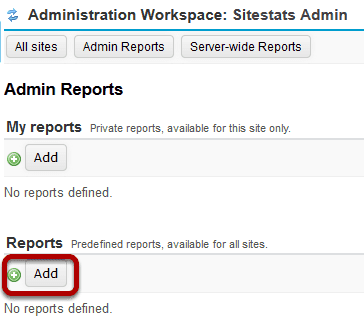 Administration Workspace: Sitestats Admin
All sites Admin Reports Server-wide Reports
Admin Reports
My reports Private reports, available for this site only.
Add
No reports defined.
Reports Predefined reports, available for all sites.
Add
No reports defined.